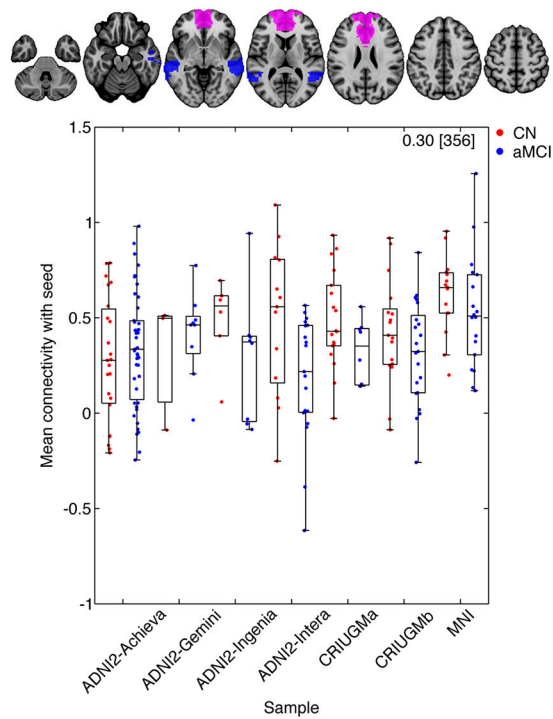 1.5
0.30 [356]
CN
aMCI
1
0.5
0
-0.5
-1
Mean connectivity with seed
ADNI2-Achieva
ADNI2-Gemini
ADNI2-Ingenia
ADNI2-Intera
CRIUGMa
CRIUGMb
MNI
Sample